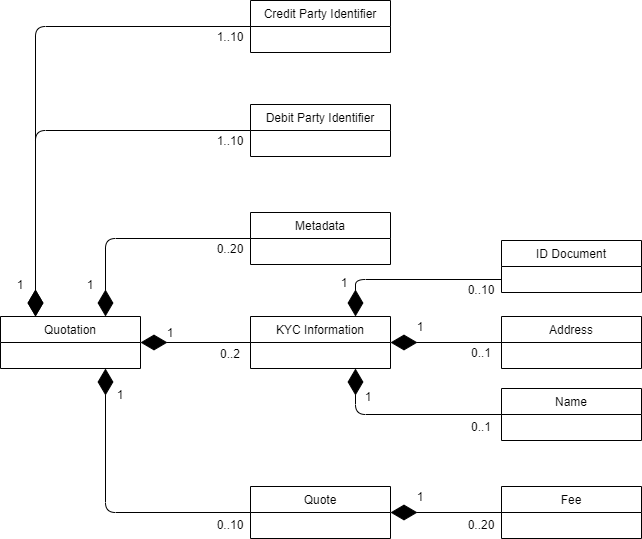 Credit Party Identifier
1..10
Debit Party Identifier
1..10
Metadata
0..20
ID Document
0..10
1
1
1
Quotation
1
0..2
KYC Information
1
Address
0..1
1
1
Name
0..1
Quote
0..10
1
Fee
0..20